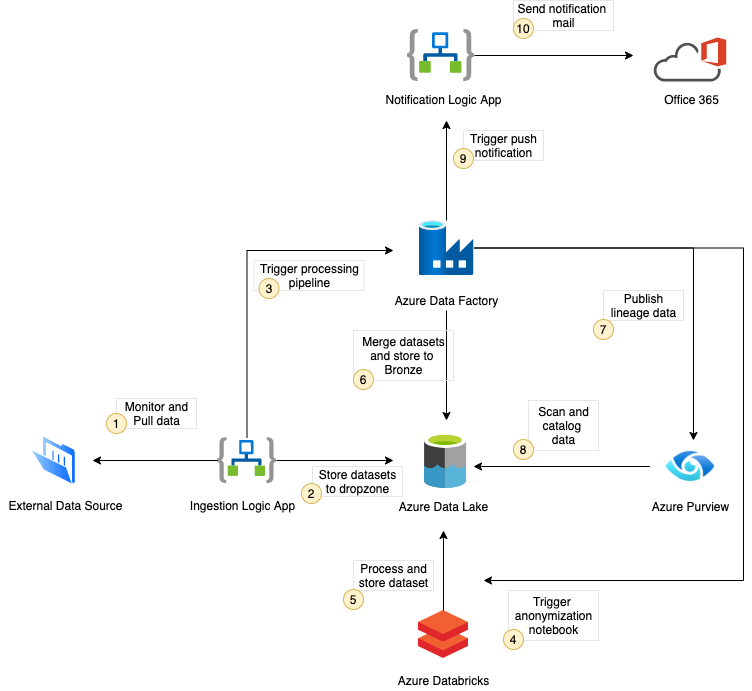 Send notification
mail
10
Notification Logic App
Office 365
Trigger push
notification
9
Azure Data Factory
Trigger processing
pipeline
3
Publish
lineage data
7
Merge datasets
and store to
Bronze
6
Monitor and
Pull data
1
Scan and
catalog
data
8
External Data Source
Ingestion Logic App
Store datasets
to dropzone
2
Azure Data Lake
Azure Purview
Process and
store dataset
5
Trigger
anonymization
notebook
4
Azure Databricks